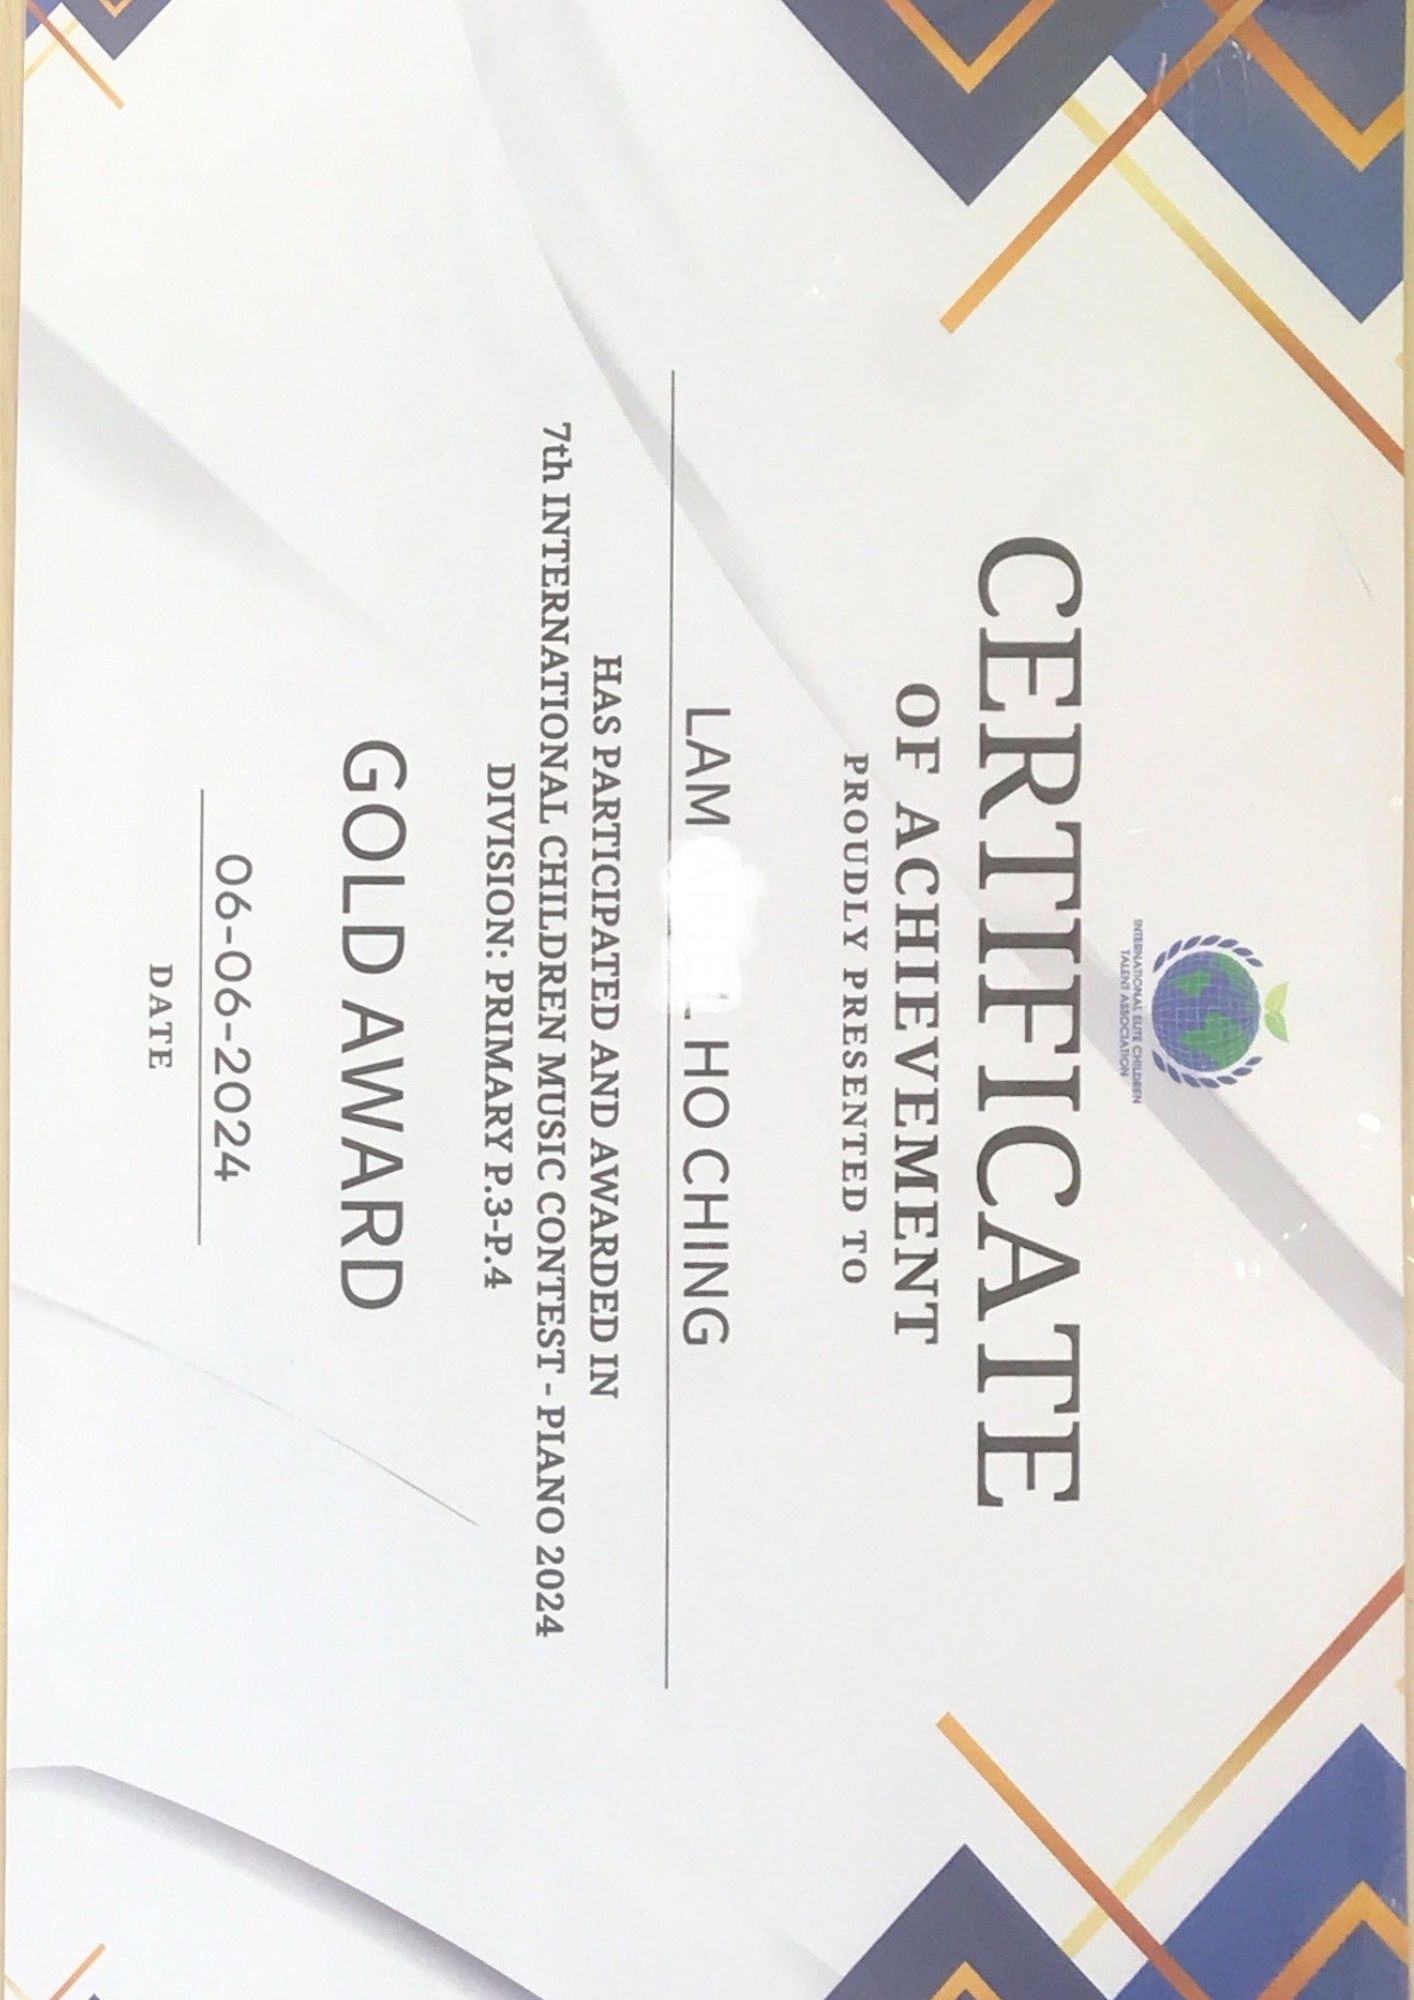 INTERNATIONAL ELITE CHILDREN
TALENT ASSOCIATION
CERTIFICATE
OF ACHIEVEMENT
PROUDLY PRESENTED TO
LAM HO CHING
HAS PARTICIPATED AND AWARDED IN
7th INTERNATIONAL CHILDREN MUSIC CONTEST - PIANO 2024
DIVISION: PRIMARY P.3-P.4
GOLD AWARD
06-06-2024
DATE